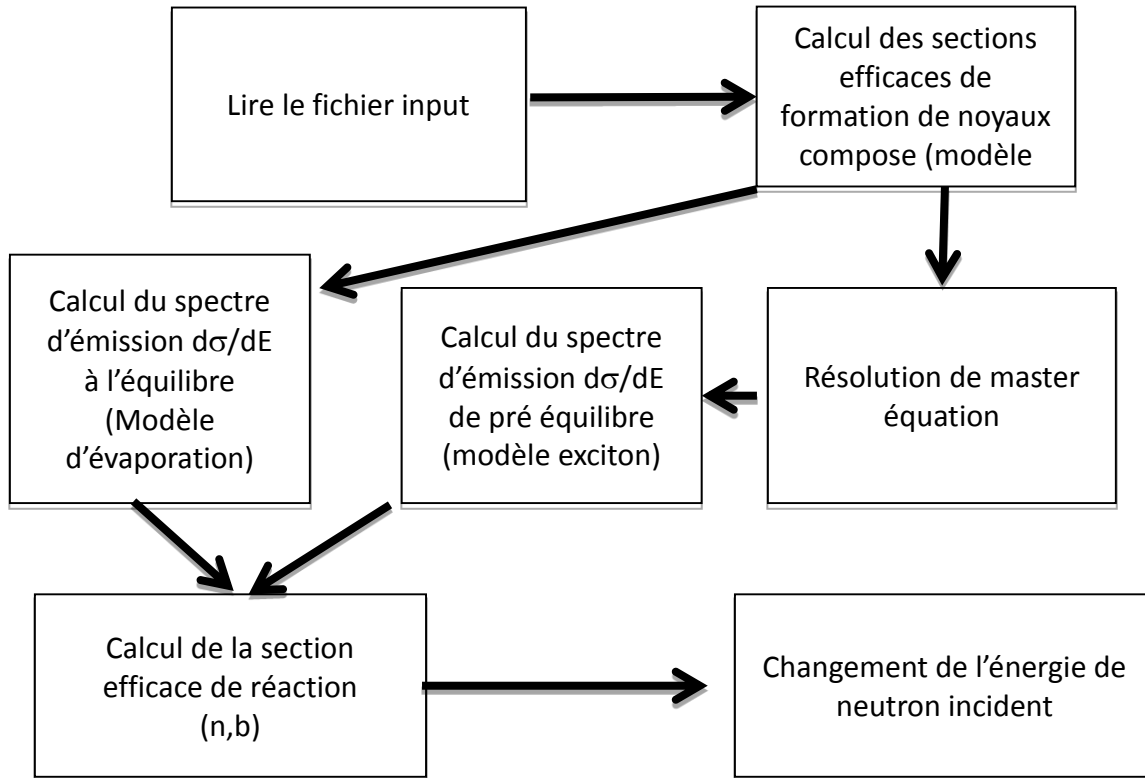 Lire le fichier input
Calcul des sections
efficaces de
formation de noyaux
compose (modèle
Calcul du spectre
d’émission dσ/dE
à l’équilibre
(Modèle
d’évaporation)
Calcul du spectre
d’émission dσ/dE
de pré équilibre
(modèle exciton)
Résolution de master
équation
Calcul de la section
efficace de réaction
(n,b)
Changement de l’énergie de
neutron incident